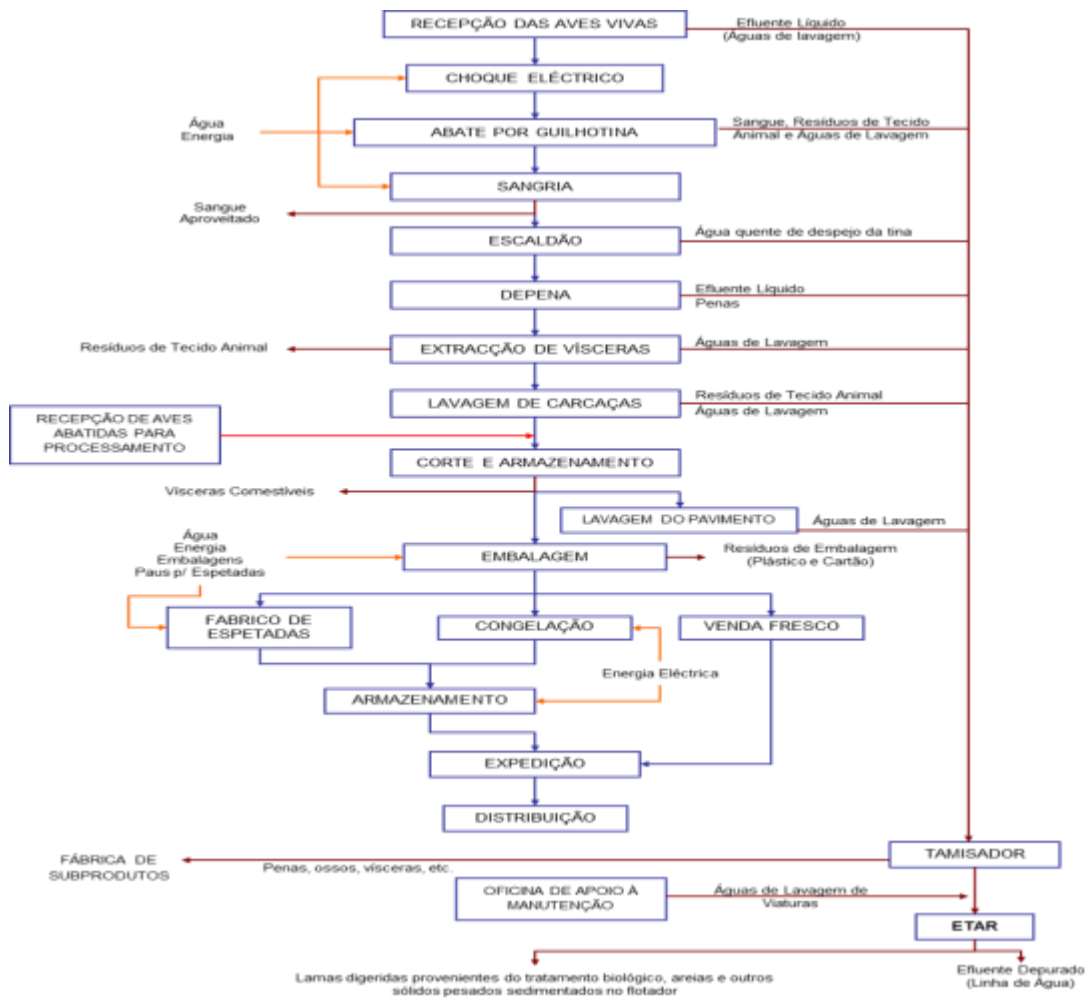 RECEPÇÃO DAS AVES VIVAS
Efluente Líquido
(Águas de lavagem)
CHOQUE ELÉCTRICO
Água
Energia
ABATE POR GUILHOTINA
Sangue, Resíduos de Tecido
Animal e Águas de Lavagem
SANGRIA
Sangue
Aproveitado
ESCALDÃO
Água quente de despejo da tina
DEPENA
Efluente Líquido
Penas
Resíduos de Tecido Animal
EXTRACÇÃO DE VÍSCERAS
Águas de Lavagem
LAVAGEM DE CARCAÇAS
Resíduos de Tecido Animal
Águas de Lavagem
RECEPÇÃO DE AVES
ABATIDAS PARA
PROCESSAMENTO
CORTE E ARMAZENAMENTO
Vísceras Comestíveis
LAVAGEM DO PAVIMENTO
Águas de Lavagem
Água
Energia
Embalagens
Paus p/ Espetadas
EMBALAGEM
Resíduos de Embalagem
(Plástico e Cartão)
FABRICO DE
ESPETADAS
CONGELAÇÃO
VENDA FRESCO
Energia Eléctrica
ARMAZENAMENTO
EXPEDIÇÃO
DISTRIBUIÇÃO
TAMISADOR
FÁBRICA DE
SUBPRODUTOS
Penas, ossos, vísceras, etc.
OFICINA DE APOIO À
MANUTENÇÃO
Águas de Lavagem de
Viaturas
ETAR
Lamas digeridas provenientes do tratamento biológico, areias e outros
sólidos pesados sedimentados no flotador
Efluente Depurado
(Linha de Água)